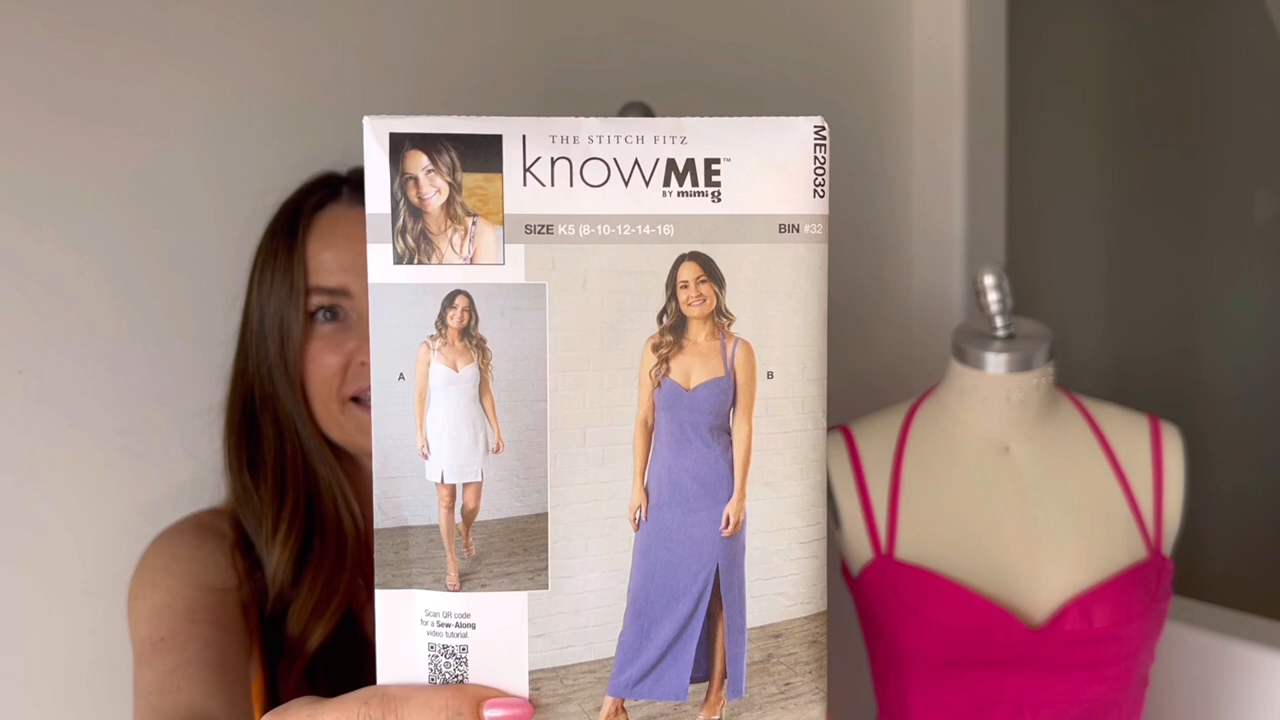 THE STITCH FITZ
knowME™
BY mimi g
ME2032
SIZE K5 (8-10-12-14-16)
BIN #32
A
B
Scan QR code
for a Sew-Along
video tutorial.